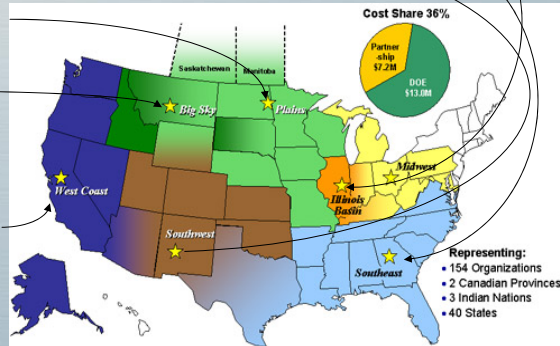 Cost Share 36%
Partner
-ship
$7.2M
DOE
$13.0M
Saskatchewan
Manitoba
Big Sky
Plains
Midwest
West Coast
Illinois
Basin
Southwest
Southeast
Representing:
• 154 Organizations
• 2 Canadian Provinces
• 3 Indian Nations
• 40 States